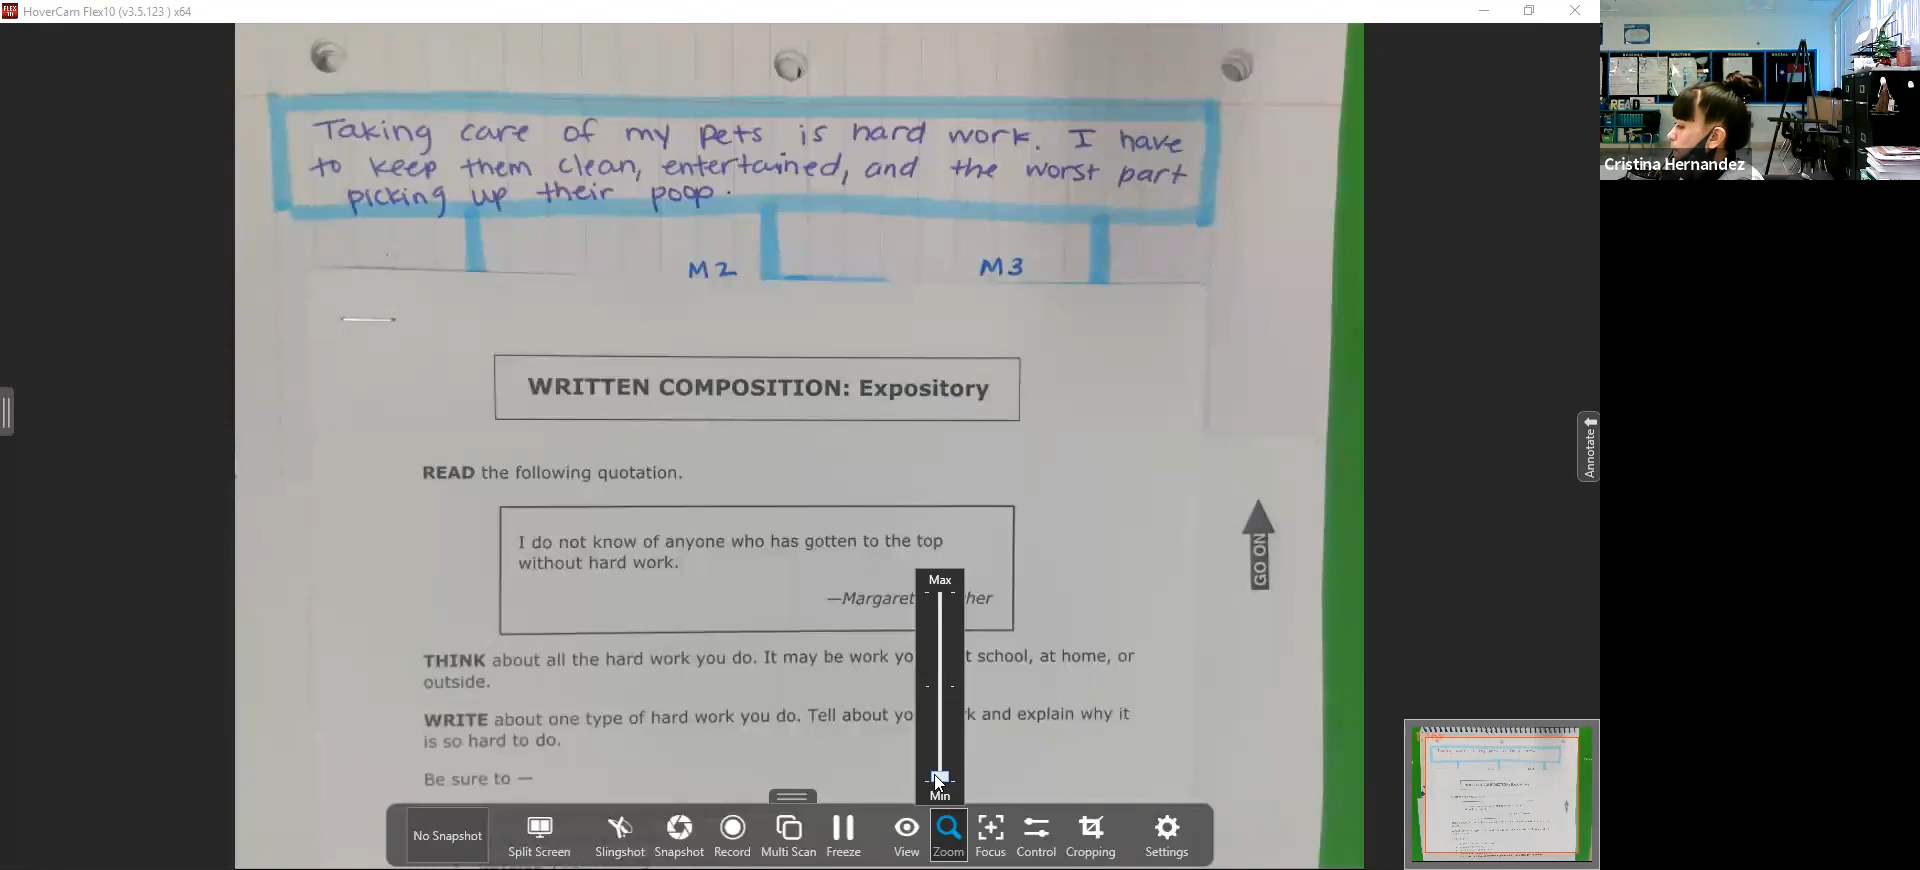 HoverCam Flex10 (v3.5.123 ) x64
Taking care of my pets is hard work. I have
to keep them clean, entertained, and the worst part
picking up their poop.
M2 M3
WRITTEN COMPOSITION: Expository
READ the following quotation.
I do not know of anyone who has gotten to the top
without hard work.
—Margaret
THINK about all the hard work you do. It may be work school, at home, or
outside.
WRITE about one type of hard work you do. Tell about and explain why it
is so hard to do.
Be sure to —
GO ON
Max
Min
Annotate
No Snapshot
Split Screen
Slingshot
Snapshot
Record
Multi Scan
Freeze
View
Zoom
Focus
Control
Cropping
Settings
READ
Cristina Hernandez